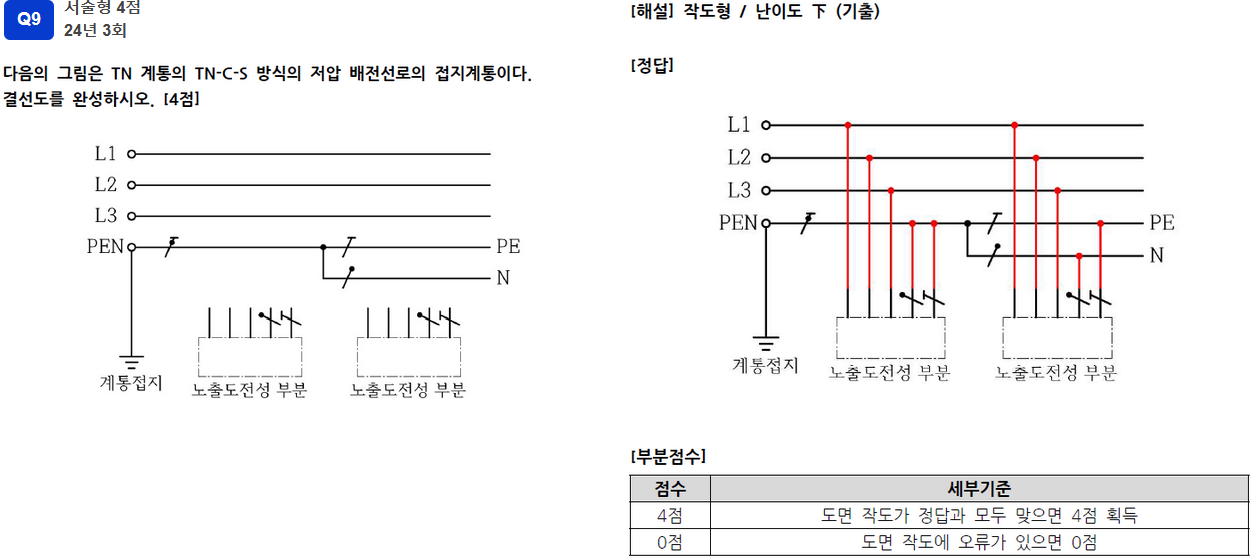 Q9
서술형 4점
24년 3회
다음의 그림은 TN 계통의 TN-C-S 방식의 저압 배전선로의 접지계통이다.
결선도를 완성하시오. [4점]
L1
L2
L3
PEN
PE
N
계통접지
노출도전성 부분
노출도전성 부분
[해설] 작도형 / 난이도 下 (기출)
[정답]
L1
L2
L3
PEN
PE
N
계통접지
노출도전성 부분
노출도전성 부분
[부분점수]
점수 세부기준
4점 도면 작도가 정답과 모두 맞으면 4점 획득
0점 도면 작도에 오류가 있으면 0점